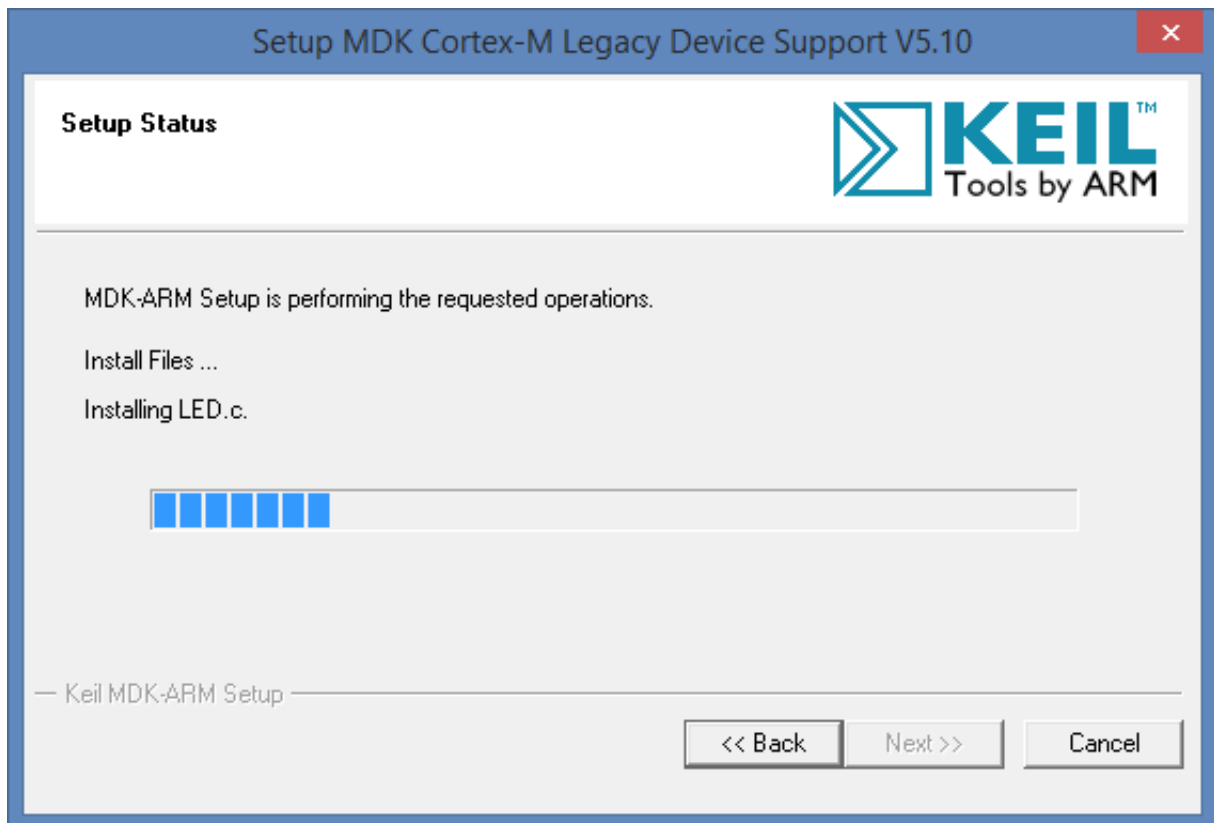 Setup MDK Cortex-M Legacy Device Support V5.10
Setup Status
KEIL™
Tools by ARM
MDK-ARM Setup is performing the requested operations.
Install Files ...
Installing LED.c.
Keil MDK-ARM Setup
<< Back Next >> Cancel